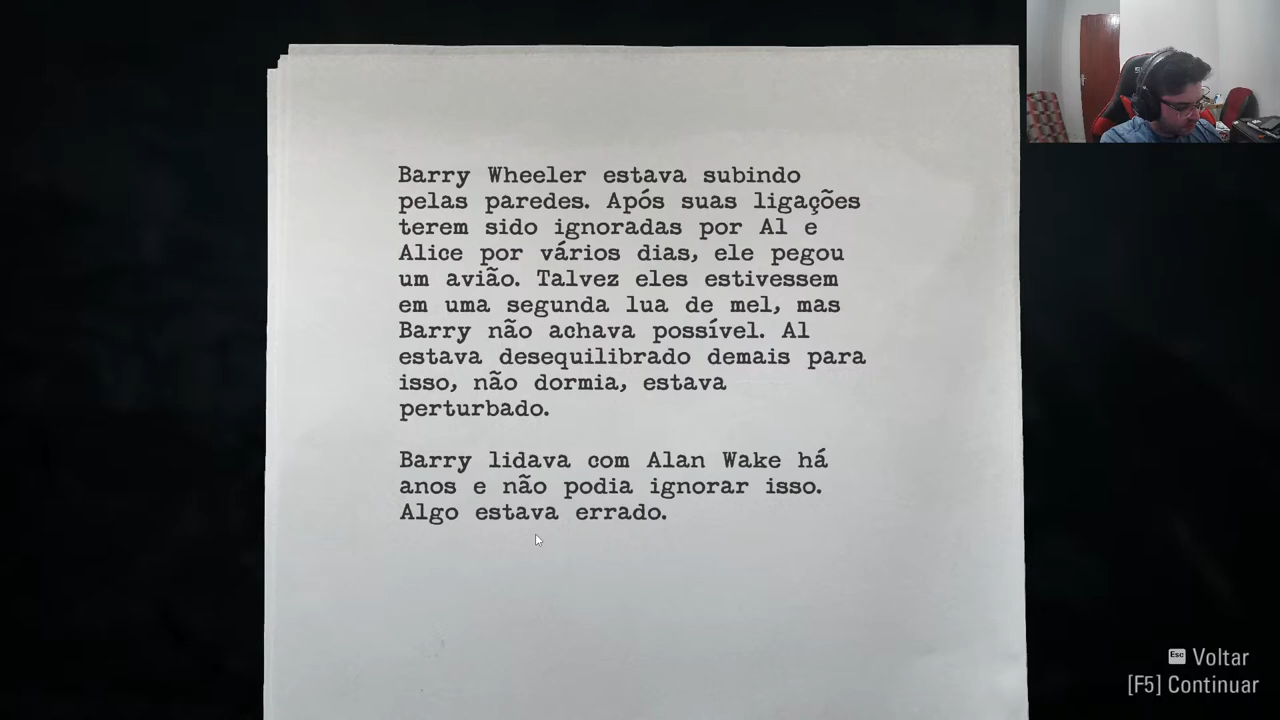 Barry Wheeler estava subindo
pelas paredes. Após suas ligações
terem sido ignoradas por Al e
Alice por vários dias, ele pegou
um avião. Talvez eles estivessem
em uma segunda lua de mel, mas
Barry não achava possível. Al
estava desequilibrado demais para
isso, não dormia, estava
perturbado.
Barry lidava com Alan Wake há
anos e não podia ignorar isso.
Algo estava errado.
Esc Voltar
[F5] Continuar